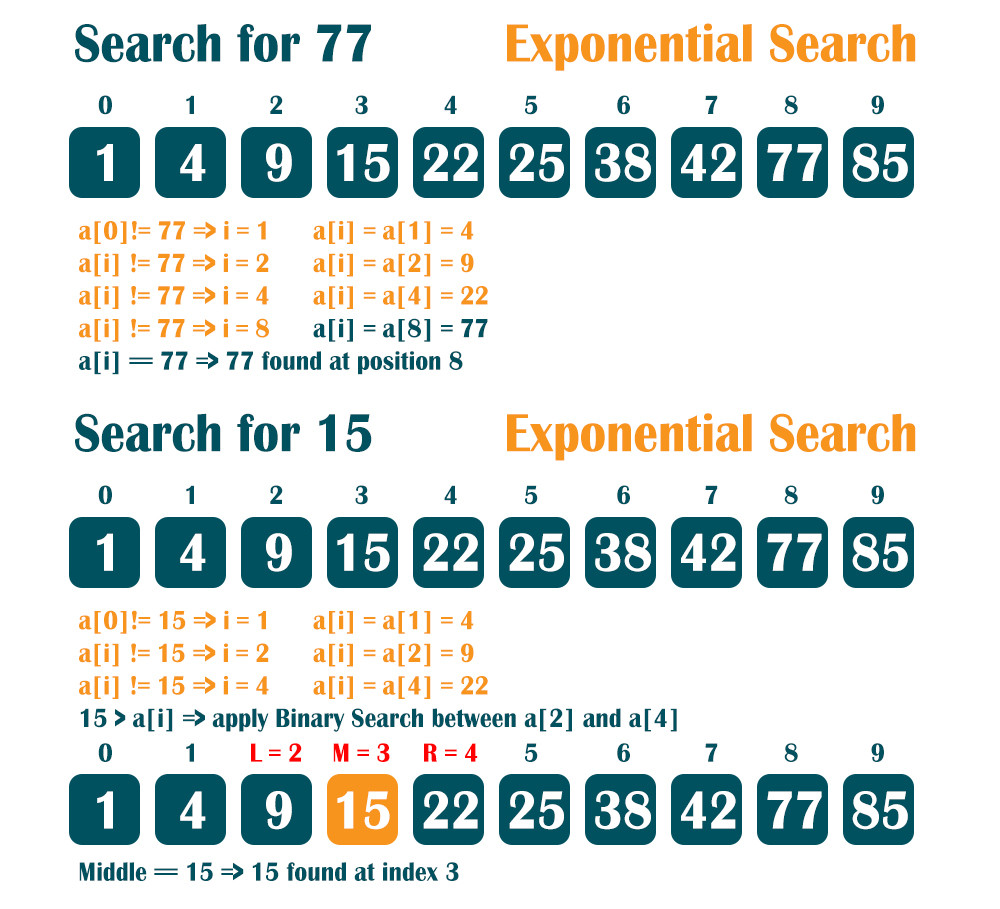 Search for 77 Exponential Search
0 1 2 3 4 5 6 7 8 9
1 4 9 15 22 25 38 42 77 85
a[0]!= 77 => i = 1 a[i] = a[1] = 4
a[i] != 77 => i = 2 a[i] = a[2] = 9
a[i] != 77 => i = 4 a[i] = a[4] = 22
a[i] != 77 => i = 8 a[i] = a[8] = 77
a[i] == 77 => 77 found at position 8
Search for 15 Exponential Search
0 1 2 3 4 5 6 7 8 9
1 4 9 15 22 25 38 42 77 85
a[0]!= 15 => i = 1 a[i] = a[1] = 4
a[i] != 15 => i = 2 a[i] = a[2] = 9
a[i] != 15 => i = 4 a[i] = a[4] = 22
15 > a[i] => apply Binary Search between a[2] and a[4]
0 1 L = 2 M = 3 R = 4 5 6 7 8 9
1 4 9 15 22 25 38 42 77 85
Middle == 15 => 15 found at index 3